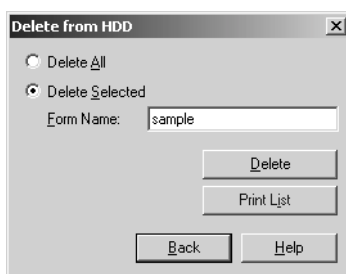 Delete from HDD
Delete All
Delete Selected
Form Name: sample
Delete
Print List
Back Help